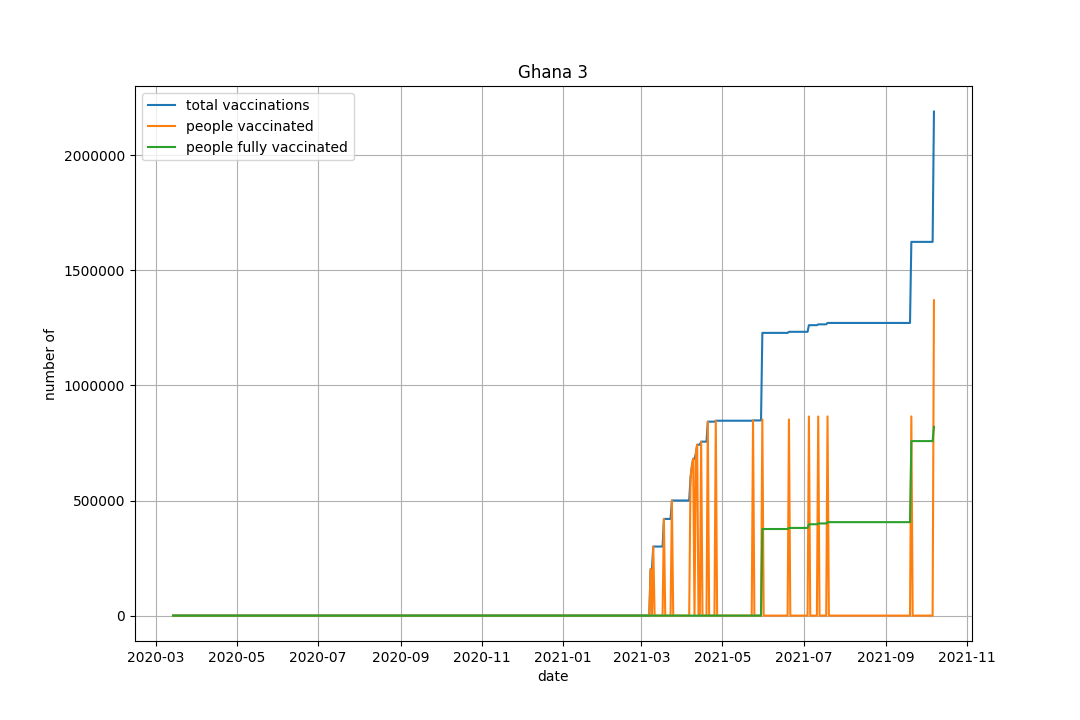 Ghana 3
total vaccinations
people vaccinated
people fully vaccinated
number of
2000000
1500000
1000000
500000
0
2020-03 2020-05 2020-07 2020-09 2020-11 2021-01 2021-03 2021-05 2021-07 2021-09 2021-11
date